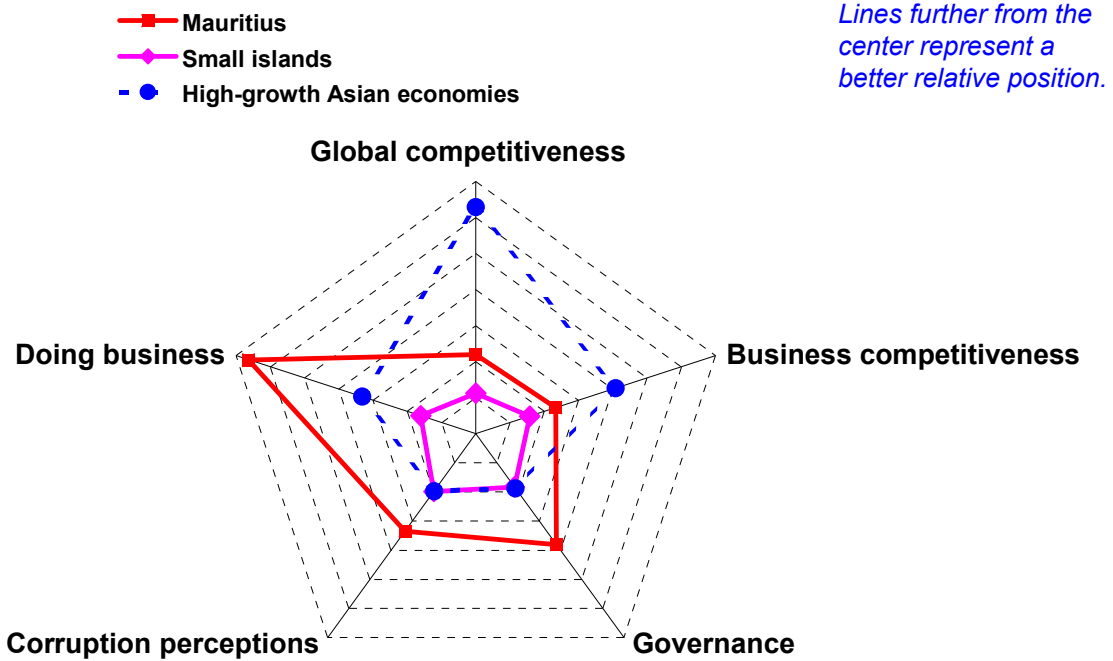 Mauritius
Small islands
High-growth Asian economies
Lines further from the
center represent a
better relative position.
Global competitiveness
Doing business
Business competitiveness
Corruption perceptions
Governance